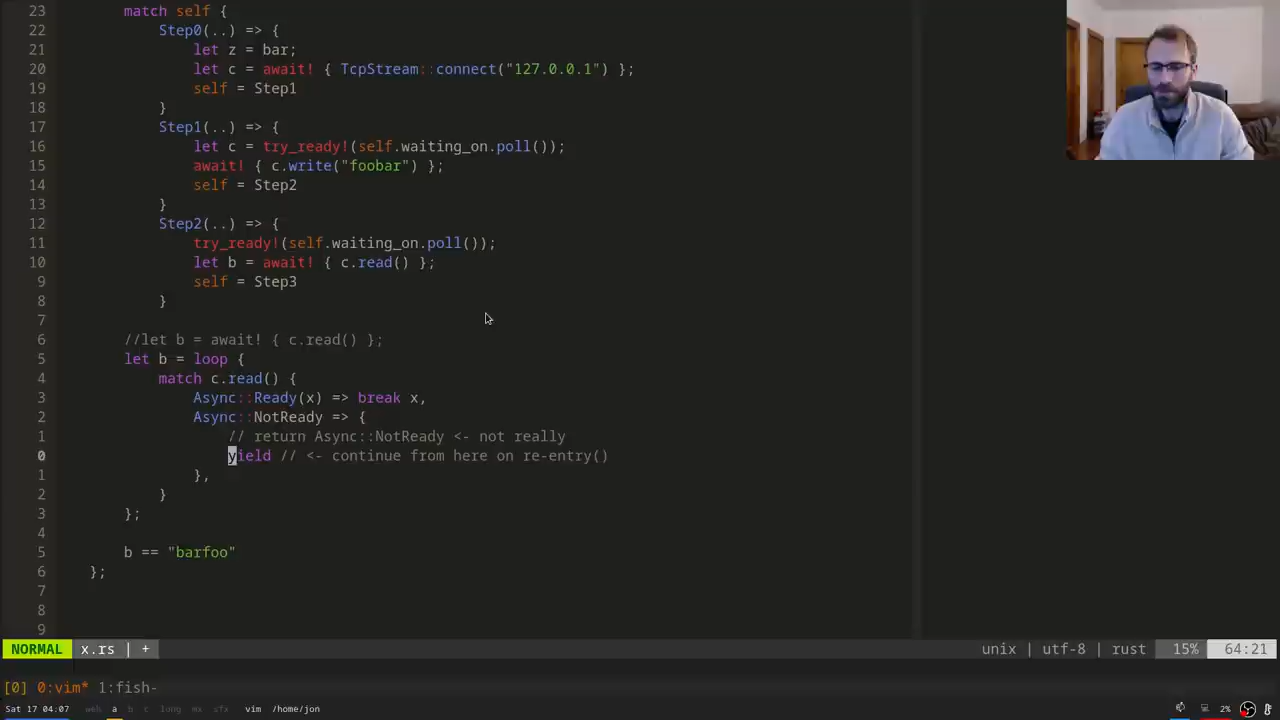 23 match self {
22 Step0(..) => {
21 let z = bar;
20 let c = await! { TcpStream::connect("127.0.0.1") };
19 self = Step1
18 }
17 Step1(..) => {
16 let c = try_ready!(self.waiting_on.poll());
15 await! { c.write("foobar") };
14 self = Step2
13 }
12 Step2(..) => {
11 try_ready!(self.waiting_on.poll());
10 let b = await! { c.read() };
9 self = Step3
8 }
7
6 //let b = await! { c.read() };
5 let b = loop {
4 match c.read() {
3 Async::Ready(x) => break x,
2 Async::NotReady => {
1 // return Async::NotReady <- not really
0 yield // <- continue from here on re-entry()
1 },
2 }
3 };
4
5 b == "barfoo"
6 };
7
8
9
NORMAL x.rs | + unix | utf-8 | rust 15% 64:21
[0] 0:vim* 1:fish-
Sat 17 04:07 web a b c lung mx sfx vim /home/jon 2%